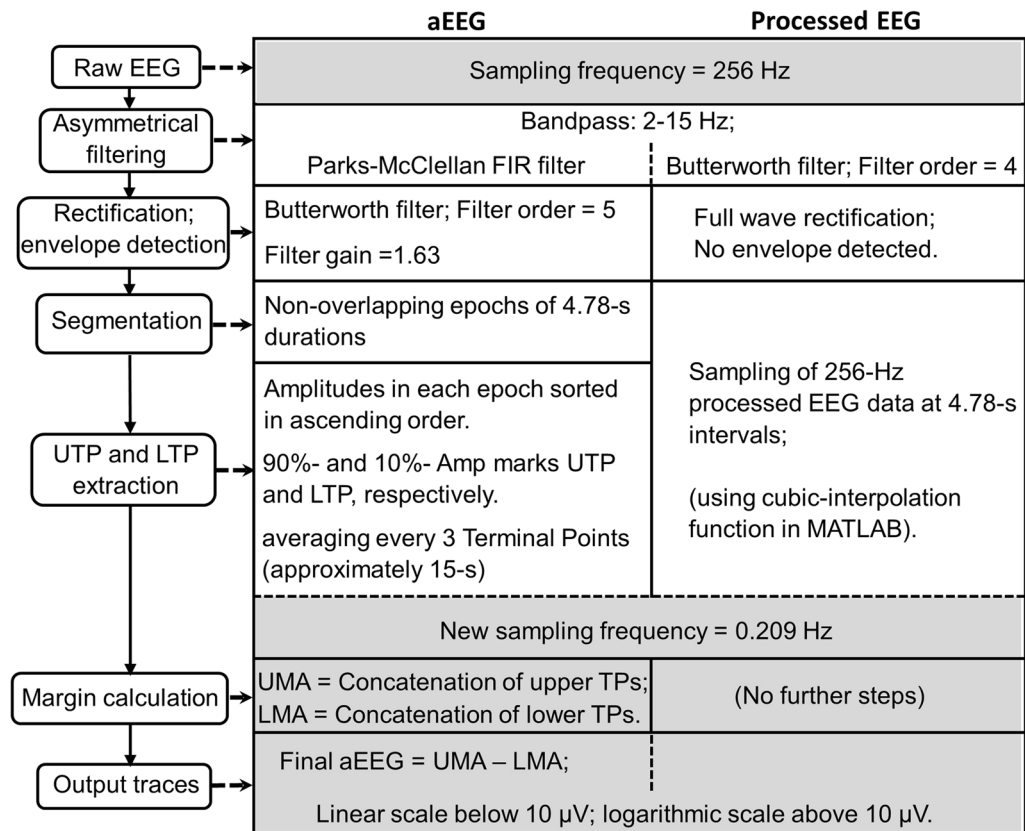 aEEG
Processed EEG
Raw EEG
Sampling frequency = 256 Hz
Asymmetrical
filtering
Bandpass: 2-15 Hz;
Parks-McClellan FIR filter
Butterworth filter; Filter order = 4
Rectification;
envelope detection
Butterworth filter; Filter order = 5
Filter gain =1.63
Full wave rectification;
No envelope detected.
Segmentation
Non-overlapping epochs of 4.78-s
durations
UTP and LTP
extraction
Amplitudes in each epoch sorted
in ascending order.
90%- and 10%- Amp marks UTP
and LTP, respectively.
averaging every 3 Terminal Points
(approximately 15-s)
Sampling of 256-Hz
processed EEG data at 4.78-s
intervals;
(using cubic-interpolation
function in MATLAB).
New sampling frequency = 0.209 Hz
Margin calculation
UMA = Concatenation of upper TPs;
LMA = Concatenation of lower TPs.
(No further steps)
Output traces
Final aEEG = UMA – LMA;
Linear scale below 10 µV; logarithmic scale above 10 µV.